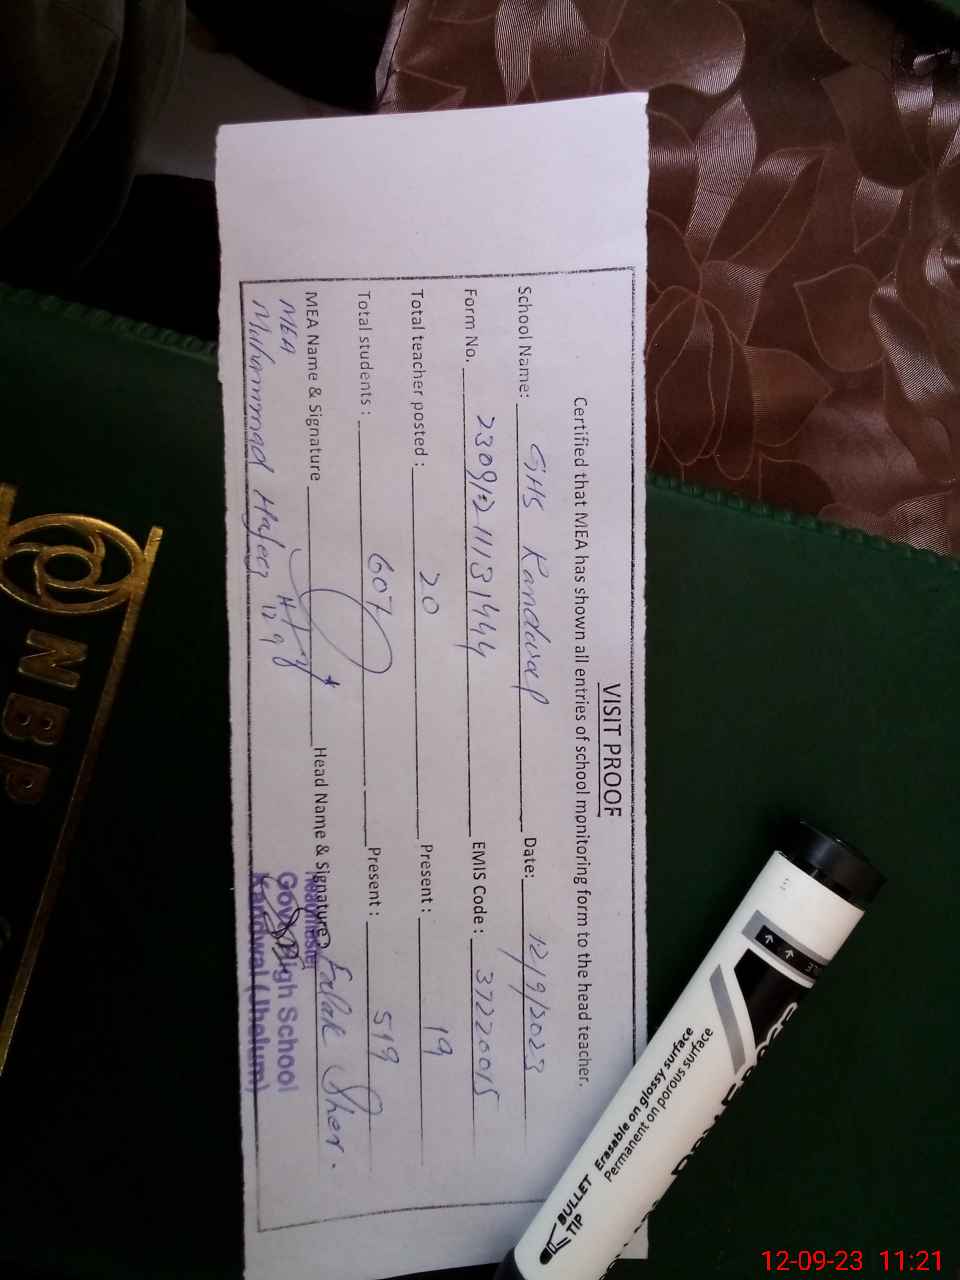 VISIT PROOF
Certified that MEA has shown all entries of school monitoring form to the head teacher.
School Name: GHS Kandwal Date: 12/9/2023
Form No. EMIS Code: 37220015
Total teacher posted: 20 Present: 19
Total students: 607 Present: 519
MEA Name & Signature Head Name & Signature Falak Sher.
MEA
Muhammad Hafeez
12 9
Headmaster
Govt High School
Kandwal (Jhelum)
NBP
BULLET TIP
Erasable on glossy surface
Permanent on porous surface
12-09-23 11:21